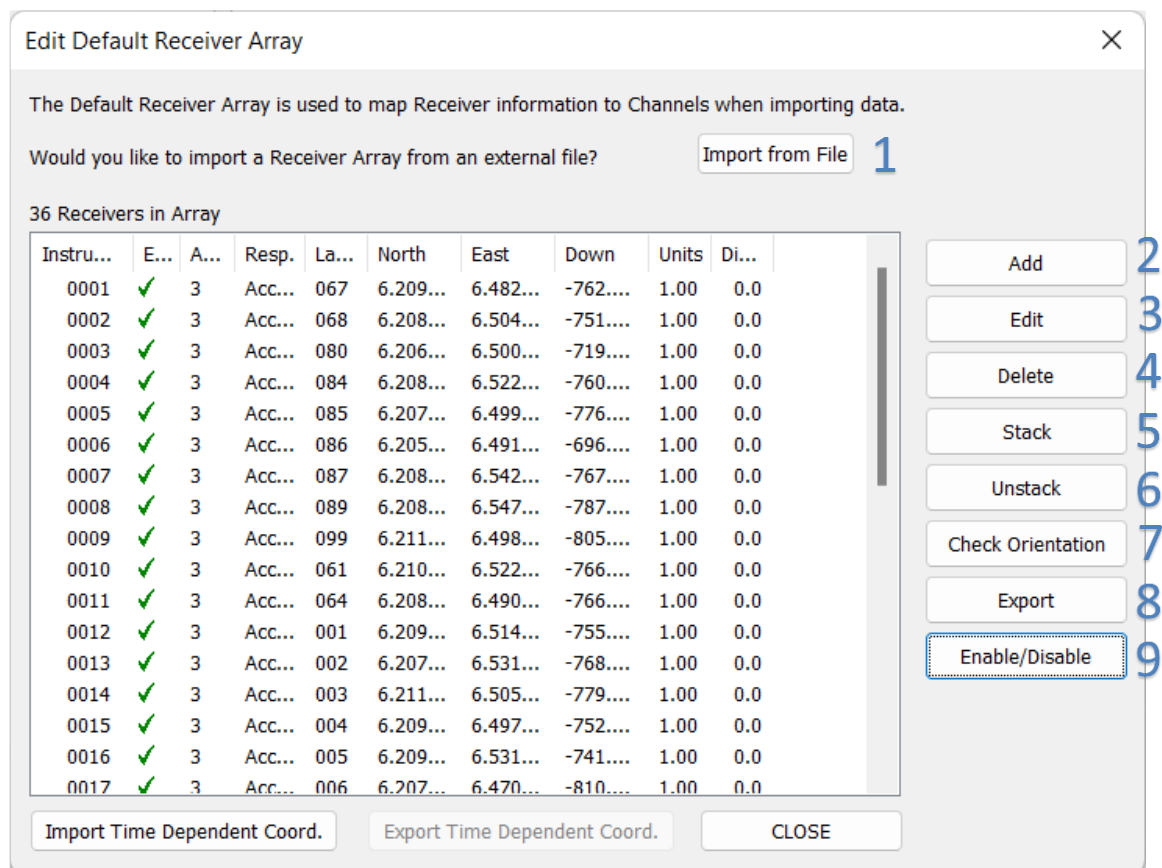 Edit Default Receiver Array
The Default Receiver Array is used to map Receiver information to Channels when importing data.
Would you like to import a Receiver Array from an external file? Import from File 1
36 Receivers in Array
Instru... E... A... Resp. La... North East Down Units Di...
0001 3 Acc... 067 6.209... 6.482... -762.... 1.00 0.0
0002 3 Acc... 068 6.208... 6.504... -751.... 1.00 0.0
0003 3 Acc... 080 6.206... 6.500... -719.... 1.00 0.0
0004 3 Acc... 084 6.208... 6.522... -760.... 1.00 0.0
0005 3 Acc... 085 6.207... 6.499... -776.... 1.00 0.0
0006 3 Acc... 086 6.205... 6.491... -696.... 1.00 0.0
0007 3 Acc... 087 6.208... 6.542... -767.... 1.00 0.0
0008 3 Acc... 089 6.208... 6.547... -787.... 1.00 0.0
0009 3 Acc... 099 6.211... 6.498... -805.... 1.00 0.0
0010 3 Acc... 061 6.210... 6.522... -766.... 1.00 0.0
0011 3 Acc... 064 6.208... 6.490... -766.... 1.00 0.0
0012 3 Acc... 001 6.209... 6.514... -755.... 1.00 0.0
0013 3 Acc... 002 6.207... 6.531... -768.... 1.00 0.0
0014 3 Acc... 003 6.211... 6.505... -779.... 1.00 0.0
0015 3 Acc... 004 6.209... 6.497... -752.... 1.00 0.0
0016 3 Acc... 005 6.209... 6.531... -741.... 1.00 0.0
0017 3 Acc... 006 6.207... 6.470... -810.... 1.00 0.0
Add 2
Edit 3
Delete 4
Stack 5
Unstack 6
Check Orientation 7
Export 8
Enable/Disable 9
Import Time Dependent Coord. Export Time Dependent Coord. CLOSE